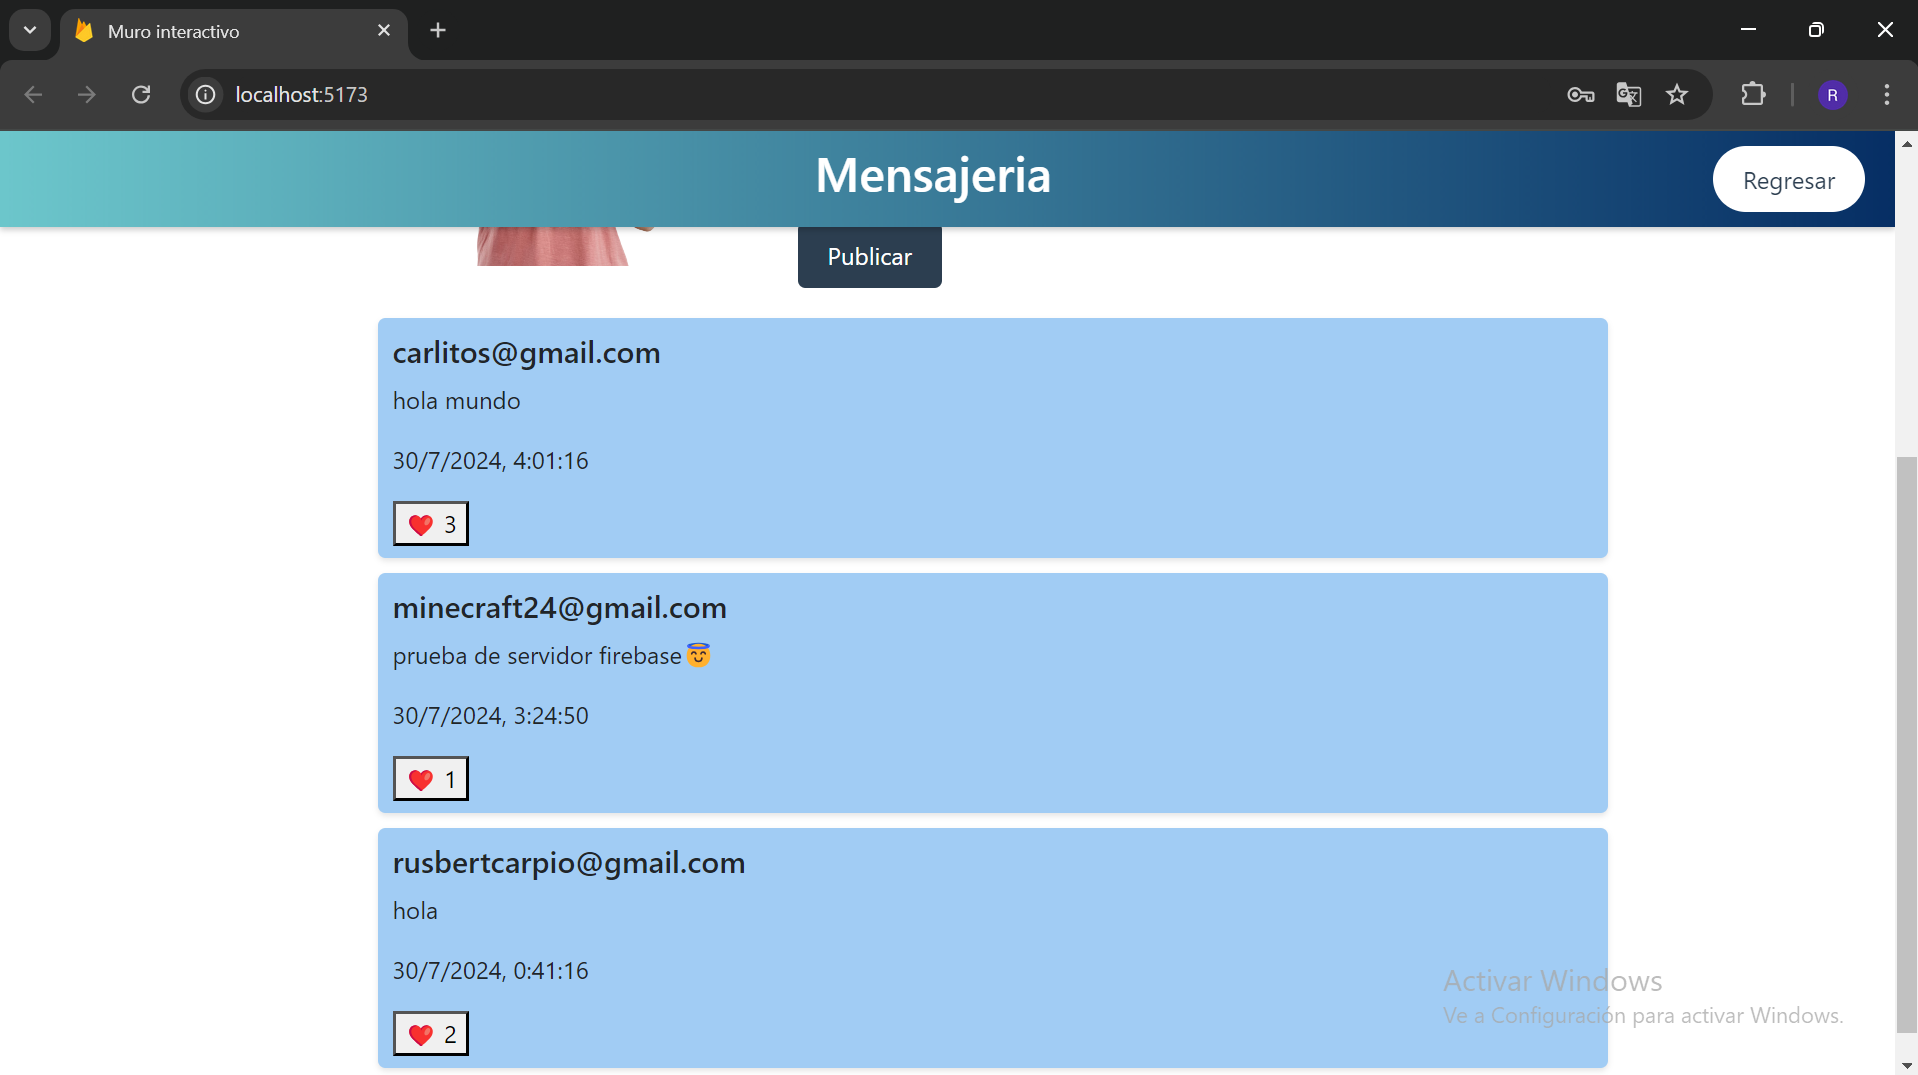 Muro interactivo
localhost:5173
R
Mensajeria
Regresar
Publicar
carlitos@gmail.com
hola mundo
30/7/2024, 4:01:16
❤️ 3
minecraft24@gmail.com
prueba de servidor firebase😇
30/7/2024, 3:24:50
❤️ 1
rusbertcarpio@gmail.com
hola
30/7/2024, 0:41:16
❤️ 2
Activar Windows
Ve a Configuración para activar Windows.